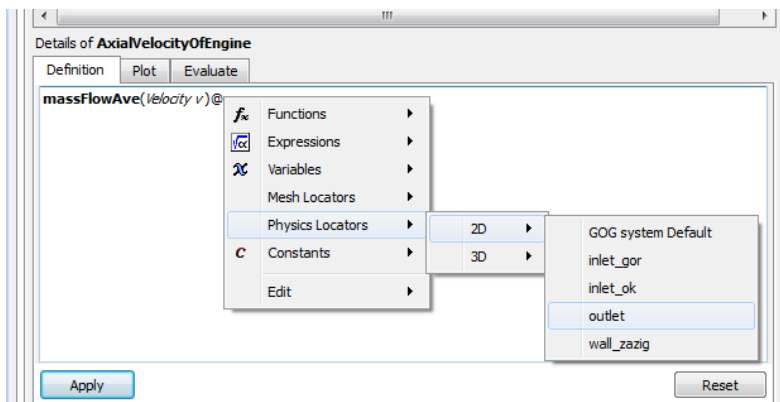 Details of AxialVelocityOfEngine
Definition Plot Evaluate
massFlowAve(Velocity v)@
Functions
Expressions
Variables
Mesh Locators
Physics Locators
Constants
Edit
2D
3D
GOG system Default
inlet_gor
inlet_ok
outlet
wall_zazig
Apply Reset